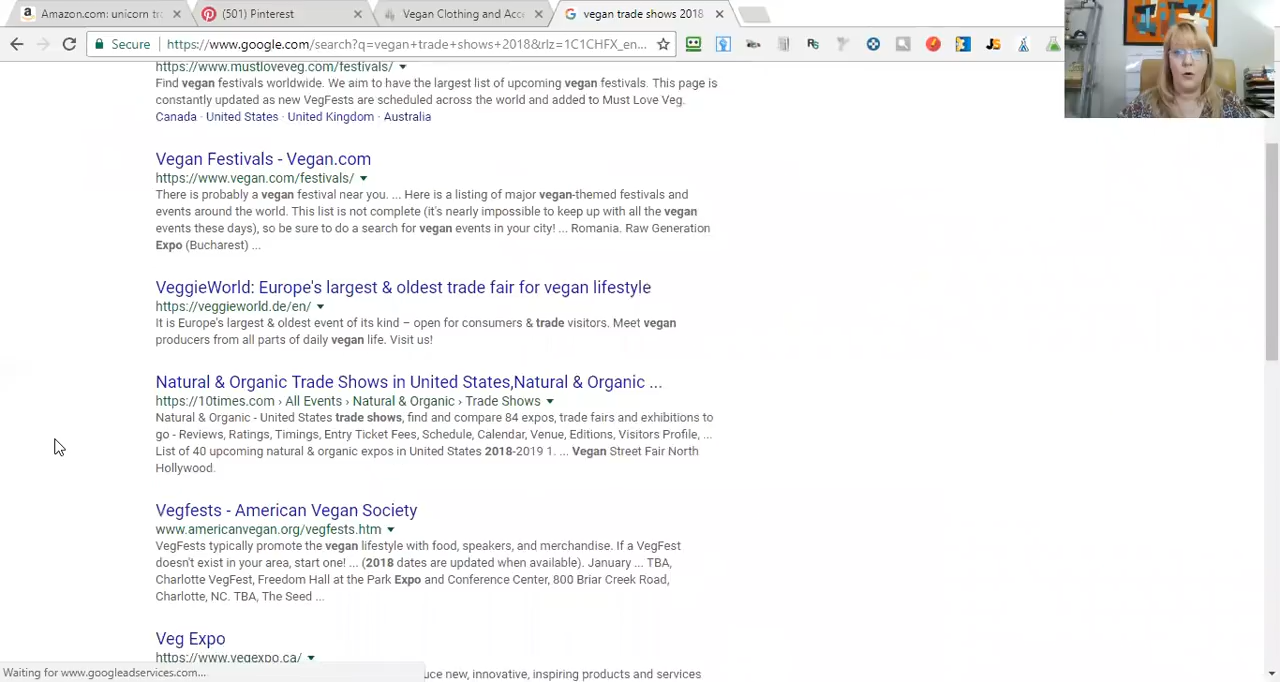 Amazon.com: unicorn tr
(501) Pinterest
Vegan Clothing and Acce
vegan trade shows 2018
Secure
https://www.google.com/search?q=vegan+trade+shows+2018&rlz=1C1CHFX_en...
https://www.mustloveveg.com/festivals/
Find vegan festivals worldwide. We aim to have the largest list of upcoming vegan festivals. This page is
constantly updated as new VegFests are scheduled across the world and added to Must Love Veg.
Canada · United States · United Kingdom · Australia
Vegan Festivals - Vegan.com
https://www.vegan.com/festivals/
There is probably a vegan festival near you. ... Here is a listing of major vegan-themed festivals and
events around the world. This list is not complete (it's nearly impossible to keep up with all the vegan
events these days), so be sure to do a search for vegan events in your city! ... Romania. Raw Generation
Expo (Bucharest) ...
VeggieWorld: Europe's largest & oldest trade fair for vegan lifestyle
https://veggieworld.de/en/
It is Europe's largest & oldest event of its kind – open for consumers & trade visitors. Meet vegan
producers from all parts of daily vegan life. Visit us!
Natural & Organic Trade Shows in United States,Natural & Organic ...
https://10times.com › All Events › Natural & Organic › Trade Shows
Natural & Organic - United States trade shows, find and compare 84 expos, trade fairs and exhibitions to
go - Reviews, Ratings, Timings, Entry Ticket Fees, Schedule, Calendar, Venue, Editions, Visitors Profile, ...
List of 40 upcoming natural & organic expos in United States 2018-2019 1. ... Vegan Street Fair North
Hollywood.
Vegfests - American Vegan Society
www.americanvegan.org/vegfests.htm
VegFests typically promote the vegan lifestyle with food, speakers, and merchandise. If a VegFest
doesn't exist in your area, start one! ... (2018 dates are updated when available). January ... TBA,
Charlotte VegFest, Freedom Hall at the Park Expo and Conference Center, 800 Briar Creek Road,
Charlotte, NC. TBA, The Seed ...
Veg Expo
https://www.vegexpo.ca/
uce new, innovative, inspiring products and services
Waiting for www.googleadservices.com...